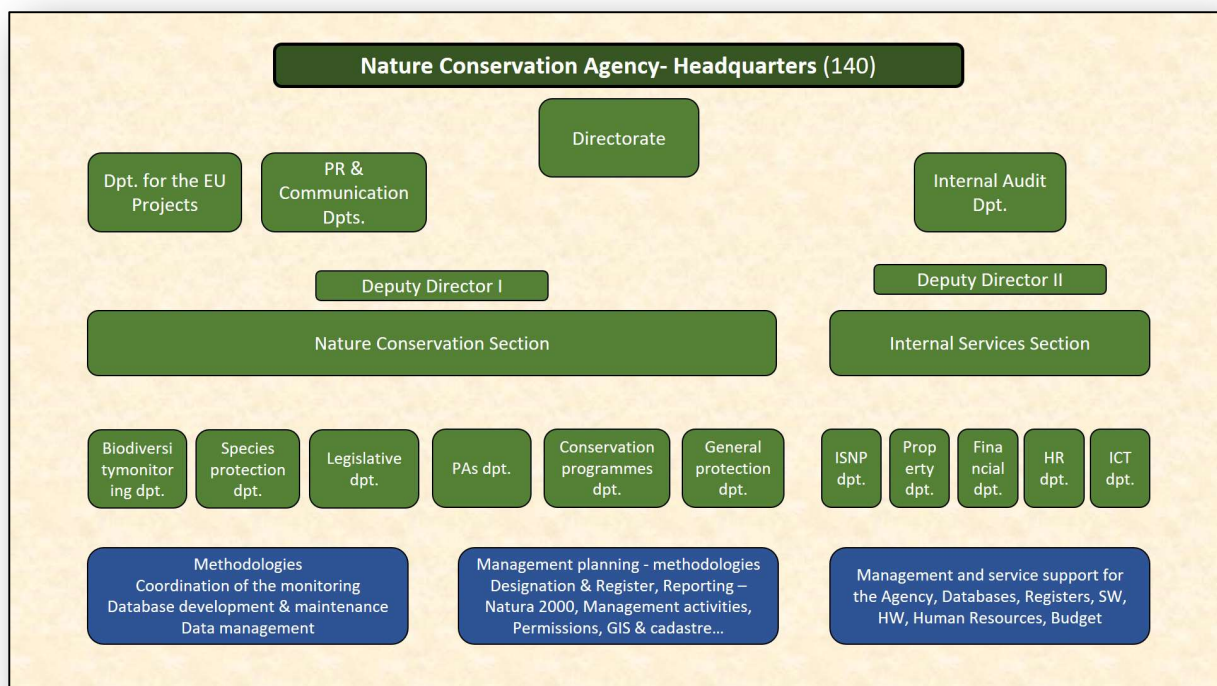 Nature Conservation Agency- Headquarters (140)
Directorate
Dpt. for the EU
Projects
PR &
Communication
Dpts.
Internal Audit
Dpt.
Deputy Director I
Deputy Director II
Nature Conservation Section
Internal Services Section
Biodiversi
tymonitor
ing dpt.
Species
protection
dpt.
Legislative
dpt.
PAs dpt.
Conservation
programmes
dpt.
General
protection
dpt.
ISNP
dpt.
Prop
erty
dpt.
Fina
ncial
dpt.
HR
dpt.
ICT
dpt.
Methodologies
Coordination of the monitoring
Database development & maintenance
Data management
Management planning - methodologies
Designation & Register, Reporting –
Natura 2000, Management activities,
Permissions, GIS & cadastre…
Management and service support for
the Agency, Databases, Registers, SW,
HW, Human Resources, Budget